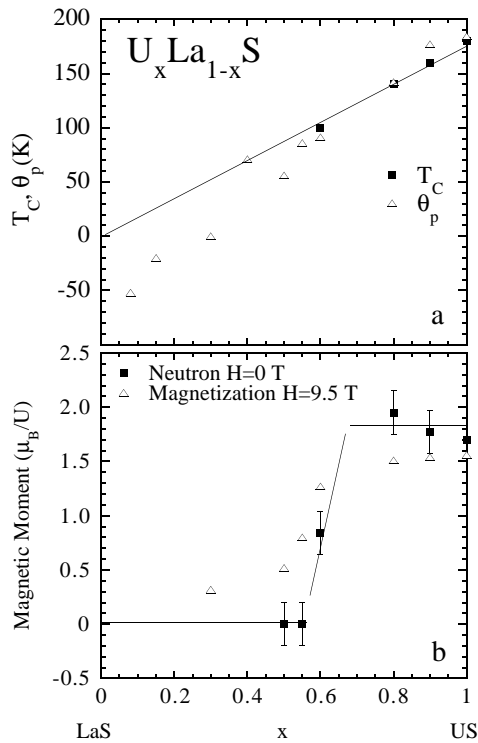 200
150
100
50
0
-50
T_C, θ_p(K)
U_xLa_{1-x}S
T_C
θ_p
a
2.5
2.0
1.5
1.0
0.5
0
-0.5
Magnetic Moment (μ_B/U)
Neutron H=0 T
Magnetization H=9.5 T
b
0 0.2 0.4 0.6 0.8 1
LaS x US